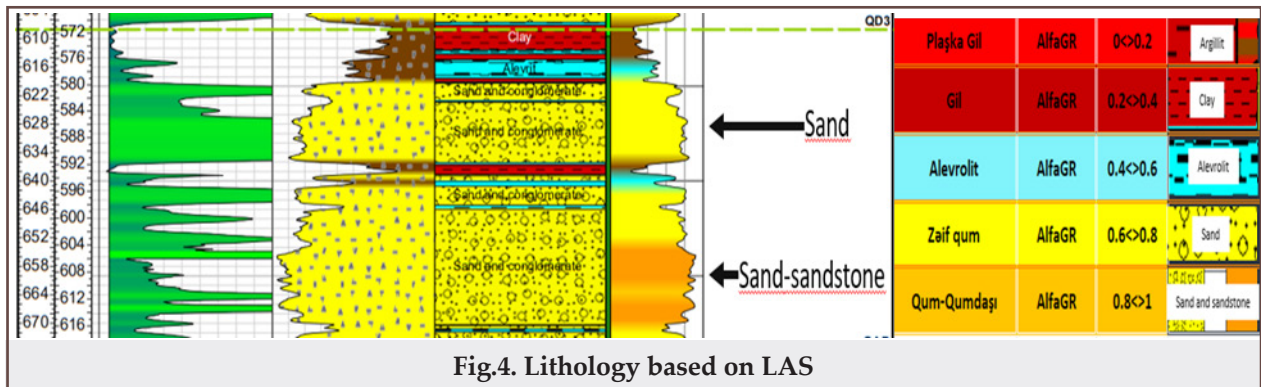 QD3
610 572
616 576
622 580
628 584
634 588
640 592
646 596
652 600
658 604
664 608
670 612
616
Clay
Alevrit
Sand and conglomerate
Sand and conglomerate
Sand and conglomerate
Sand and conglomerate
Sand
Sand-sandstone
Plaşka Gil AlfaGR 0<>0.2 Argillit
Gil AlfaGR 0.2<>0.4 Clay
Alevrolit AlfaGR 0.4<>0.6 Alevrolit
Zəif qum AlfaGR 0.6<>0.8 Sand
Qum-Qumdaşı AlfaGR 0.8<>1 Sand and sandstone
Fig.4. Lithology based on LAS